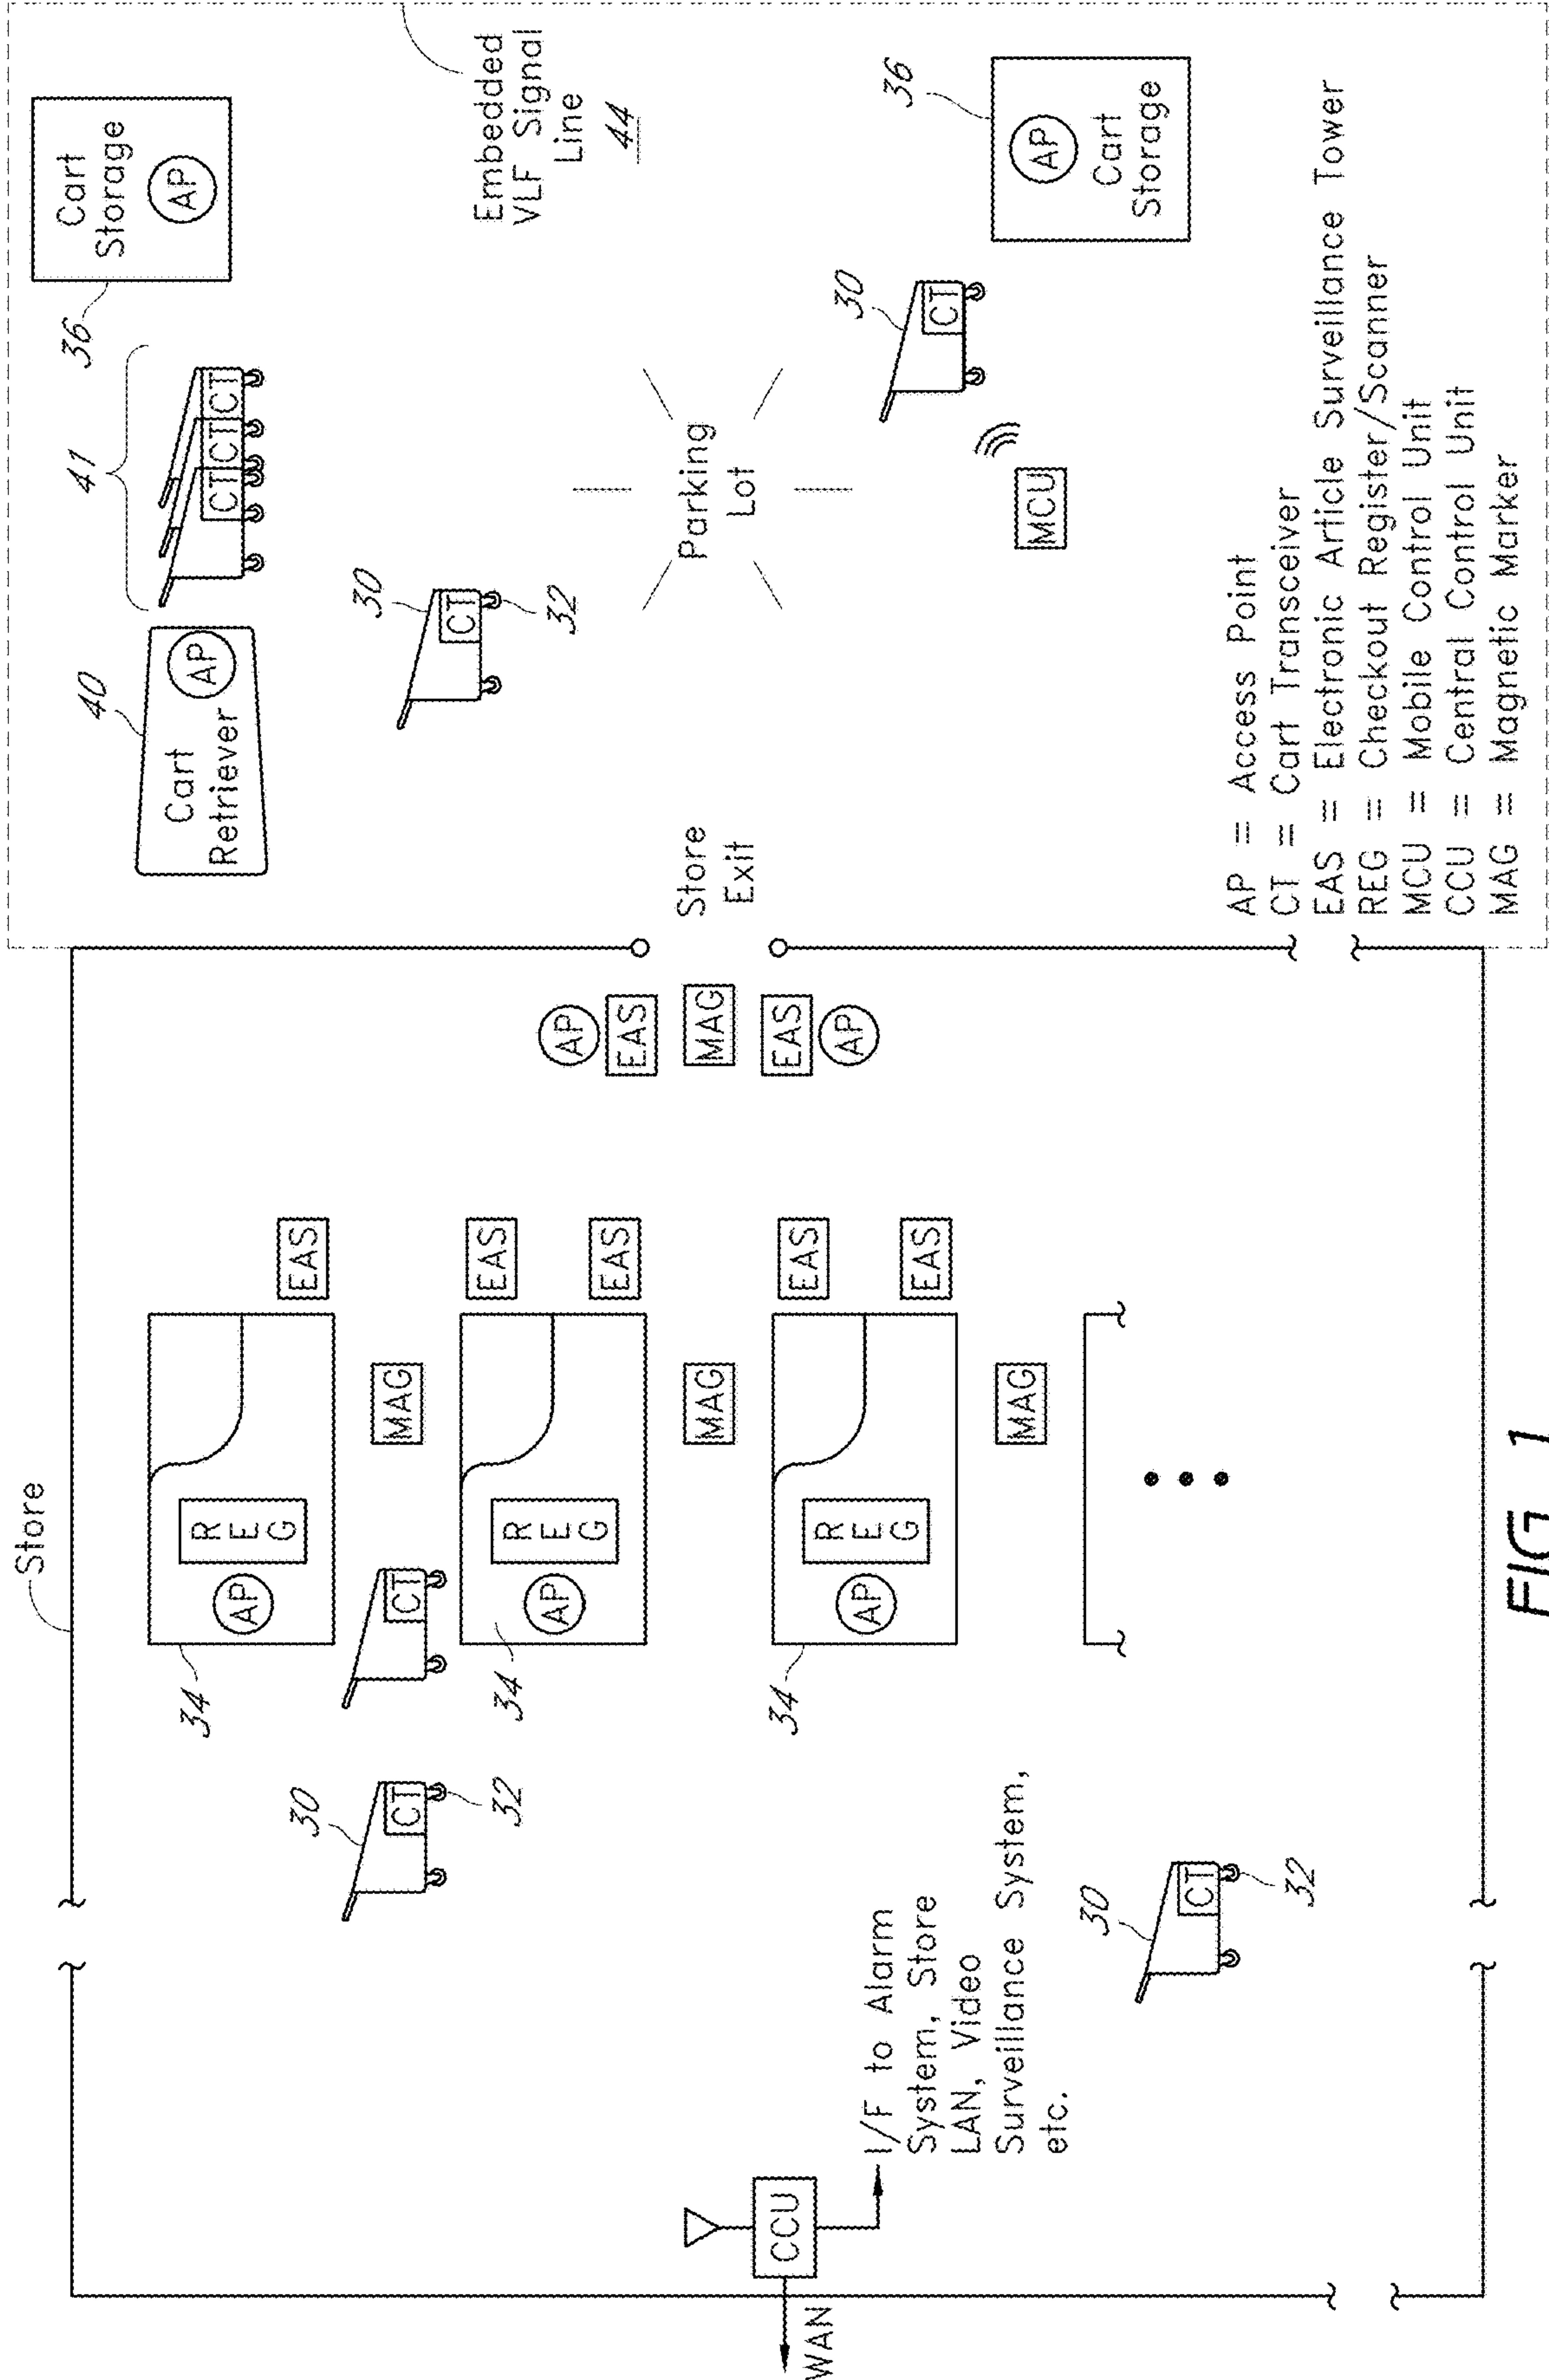 Store
34
REG
AP
EAS
MAG
30
CT
32
CT
34
REG
AP
EAS
EAS
MAG
34
REG
AP
EAS
EAS
MAG
30
CT
32
CCU
WAN
I/F to Alarm
System, Store
LAN, Video
Surveillance System,
etc.
AP
EAS
MAG
EAS
AP
Store
Exit
40
Cart
Retriever
AP
41
CT
CT
CT
36
Cart
Storage
AP
30
CT
32
Embedded
VLF Signal
Line
44
Parking
Lot
MCU
30
CT
36
AP
Cart
Storage
AP = Access Point
CT = Cart Transceiver
EAS = Electronic Article Surveillance Tower
REG = Checkout Register/Scanner
MCU = Mobile Control Unit
CCU = Central Control Unit
MAG = Magnetic Marker
FIG. 1